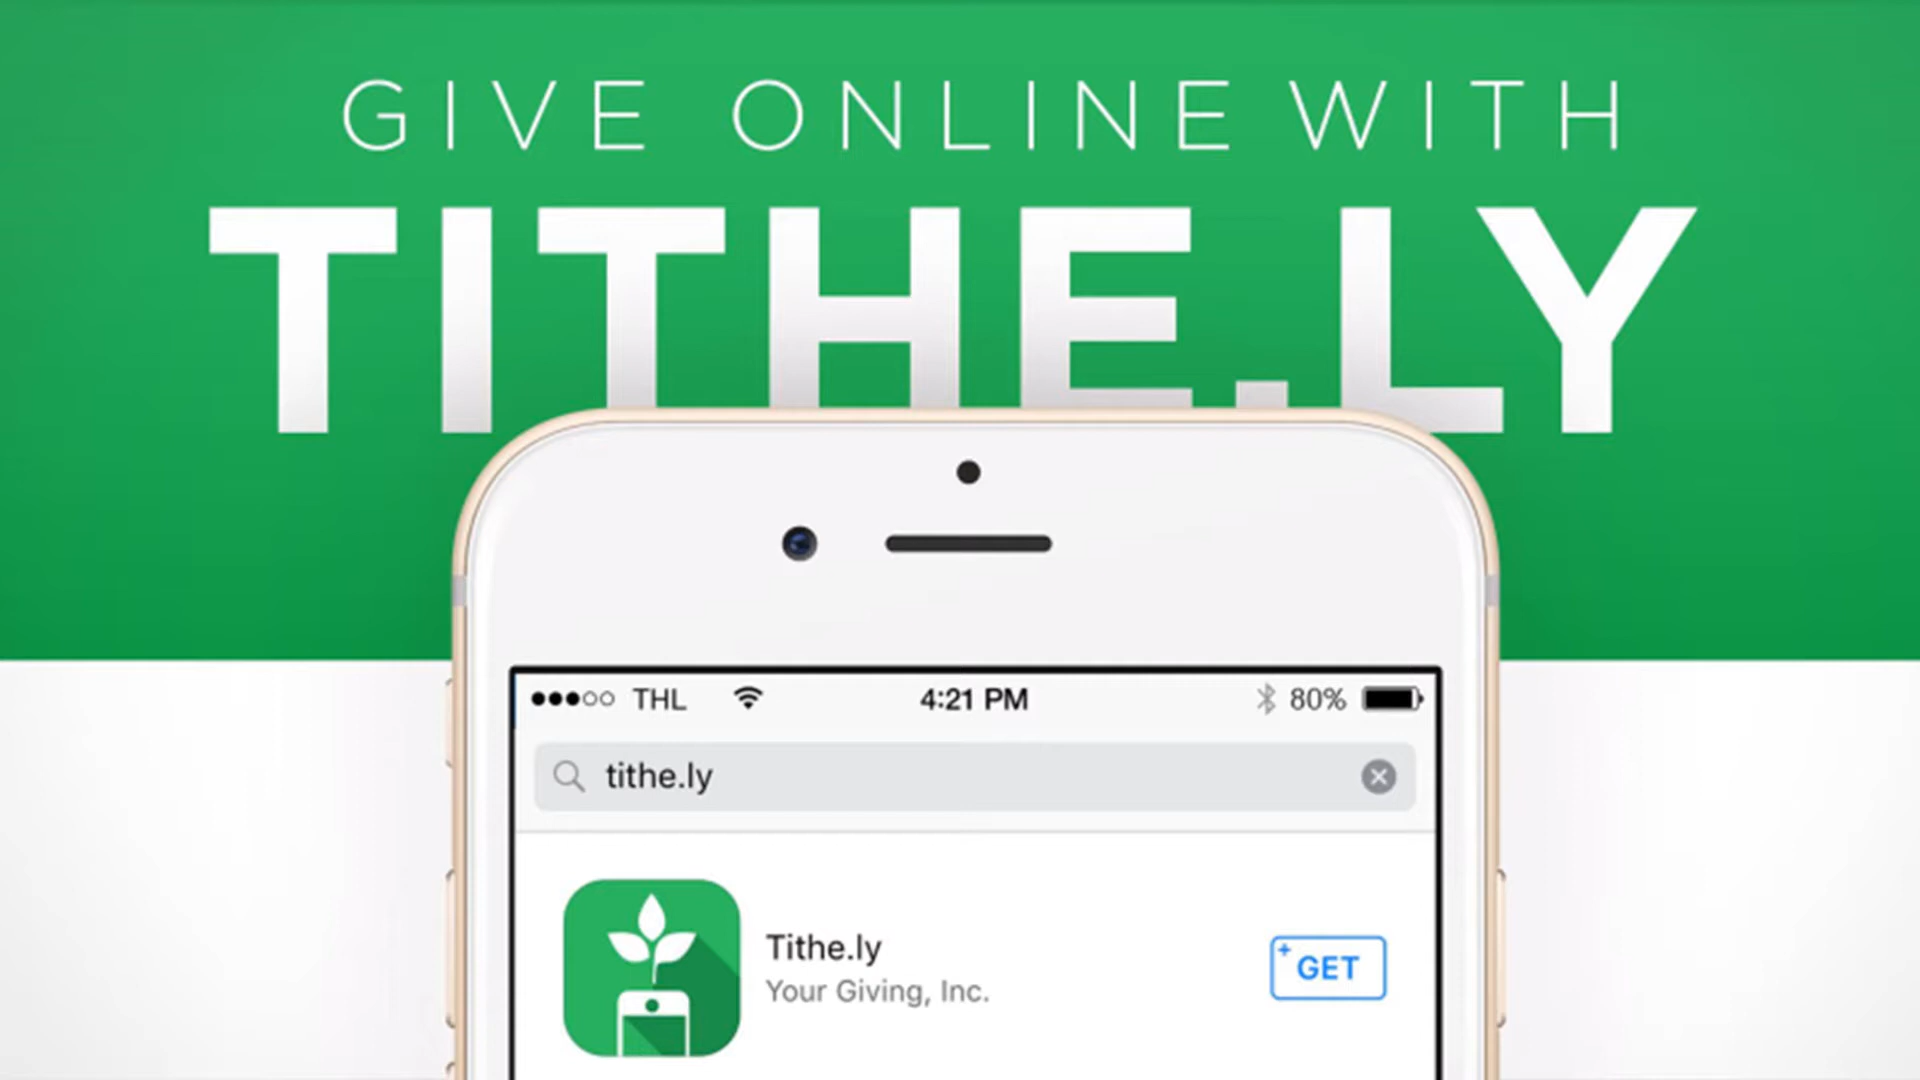 GIVE ONLINE WITH
TITHE.LY
THL 4:21 PM 80%
tithe.ly
Tithe.ly
Your Giving, Inc.
+ GET